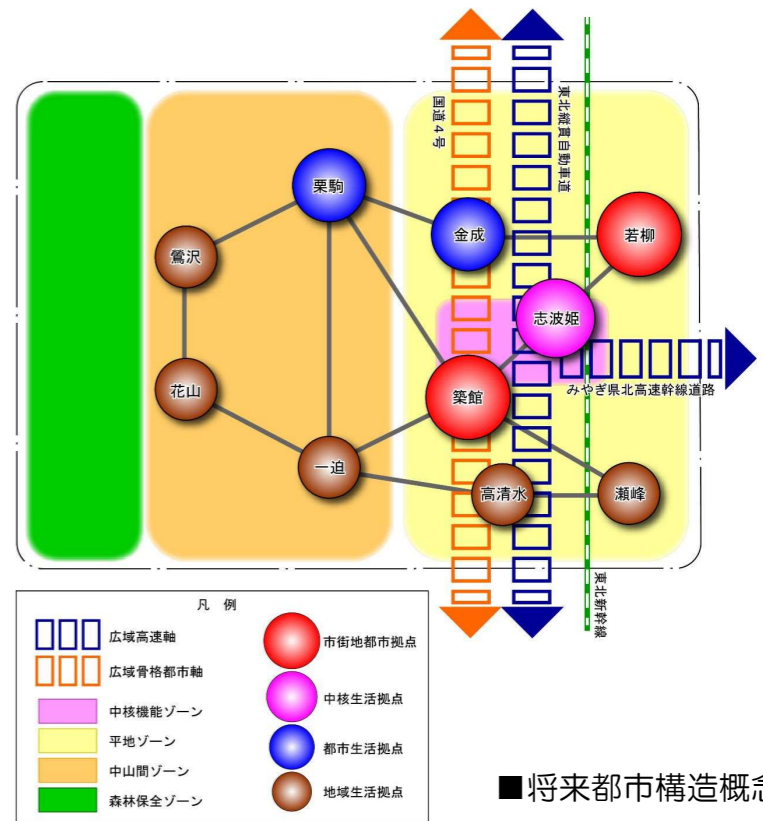 国道4号
東北縦貫自動車道
栗駒
金成
若柳
鶯沢
志波姫
みやぎ県北高速幹線道路
花山
築館
一迫
高清水
瀬峰
東北新幹線
凡 例
広域高速軸
広域骨格都市軸
中核機能ゾーン
平地ゾーン
中山間ゾーン
森林保全ゾーン
市街地都市拠点
中核生活拠点
都市生活拠点
地域生活拠点
■将来都市構造概念